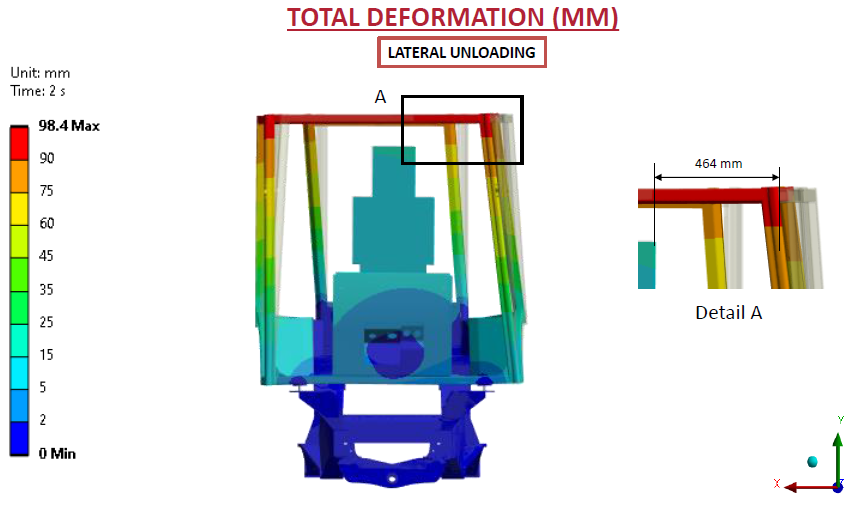 TOTAL DEFORMATION (MM)
LATERAL UNLOADING
Unit: mm
Time: 2 s
A
98.4 Max
90
75
60
45
35
25
15
5
2
0 Min
464 mm
Detail A
Y
X
Z